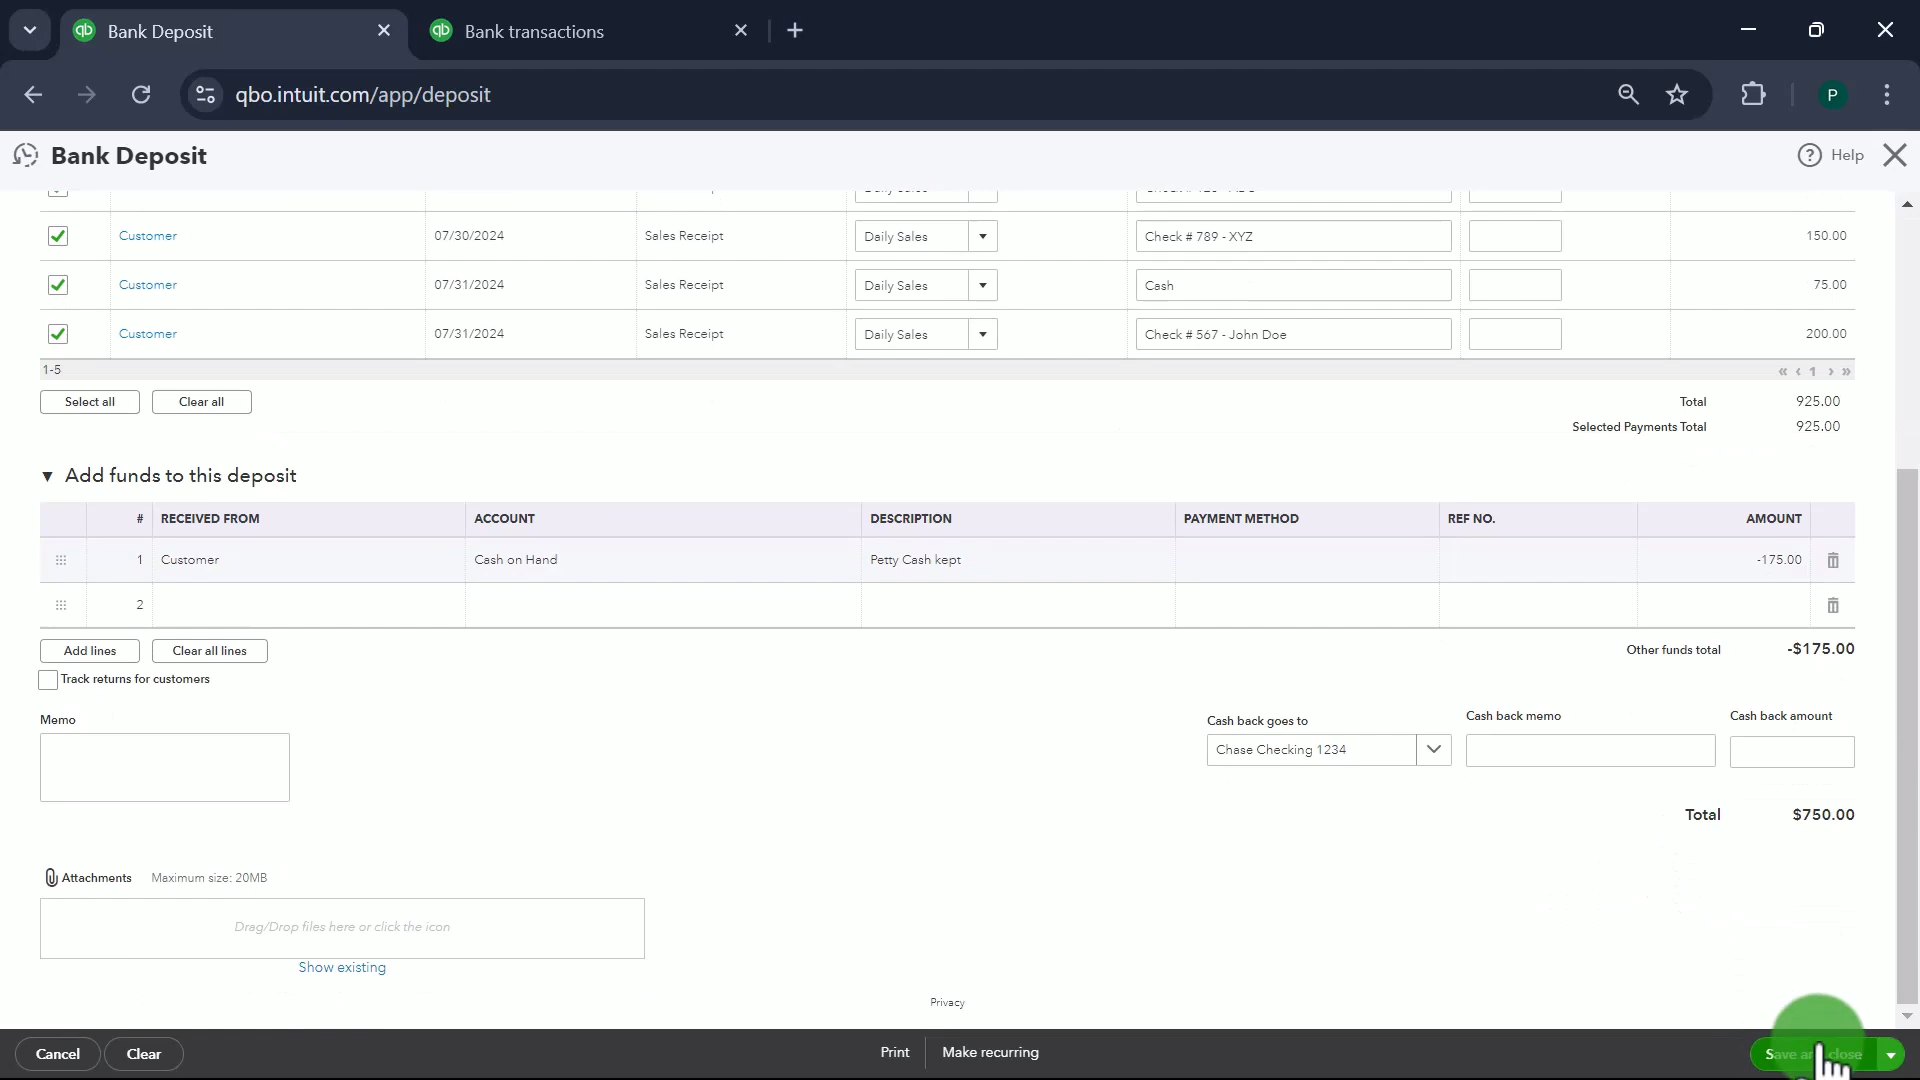 Bank Deposit
Bank transactions
qbo.intuit.com/app/deposit
P
Bank Deposit
Help
Customer 07/30/2024 Sales Receipt Daily Sales Check # 789 - XYZ 150.00
Customer 07/31/2024 Sales Receipt Daily Sales Cash 75.00
Customer 07/31/2024 Sales Receipt Daily Sales Check # 567 - John Doe 200.00
1-5 « ‹ 1 › »
Select all Clear all Total 925.00
Selected Payments Total 925.00
Add funds to this deposit
# RECEIVED FROM ACCOUNT DESCRIPTION PAYMENT METHOD REF NO. AMOUNT
1 Customer Cash on Hand Petty Cash kept -175.00
2
Add lines Clear all lines Other funds total -$175.00
Track returns for customers
Memo Cash back goes to Cash back memo Cash back amount
Chase Checking 1234
Total $750.00
Attachments Maximum size: 20MB
Drag/Drop files here or click the icon
Show existing
Privacy
Cancel Clear Print Make recurring Save and close